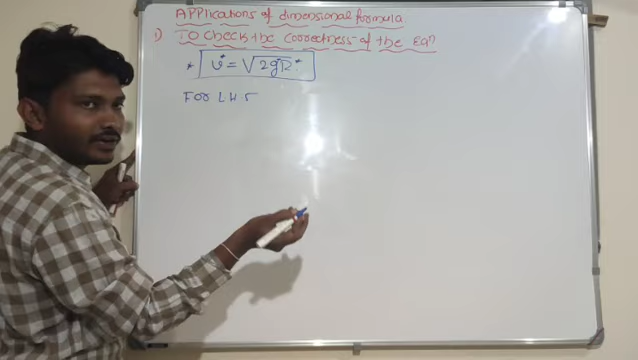 Applications of dimensional formula
1) To check the correctness of the Eqn
* v = √2gR
For LHS